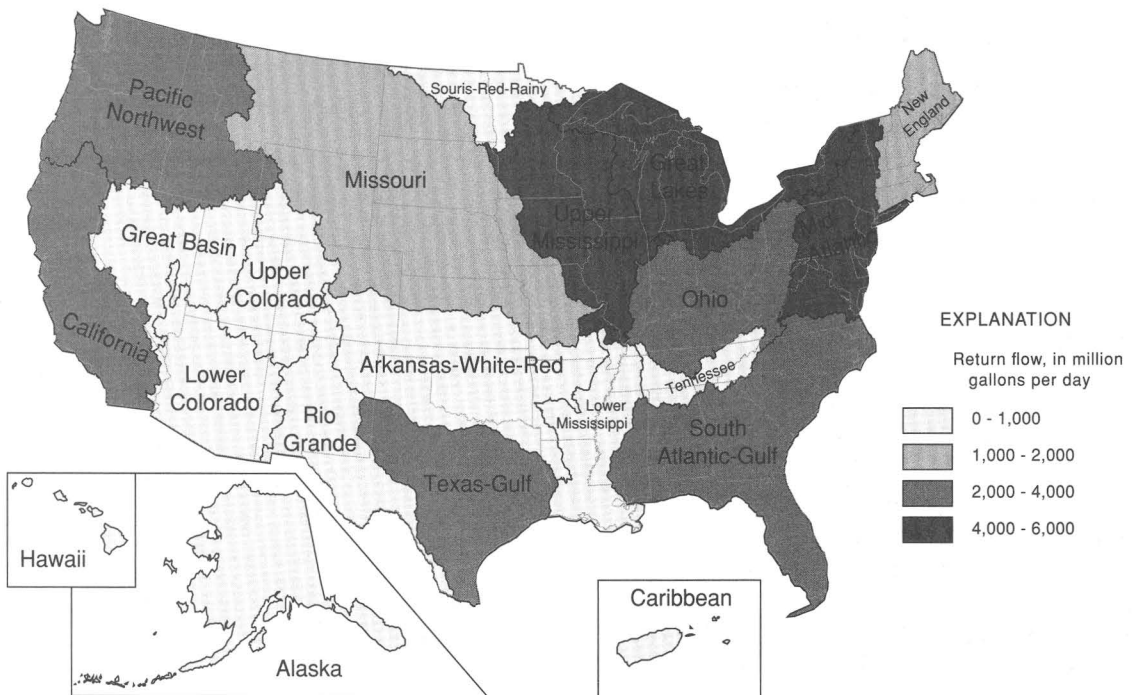 Pacific
Northwest
Souris-Red-Rainy
New
England
Missouri
Great
Lakes
Upper
Mississippi
Mid
Atlantic
Great Basin
Upper
Colorado
Ohio
California
Arkansas-White-Red
Tennessee
Lower
Colorado
Rio
Grande
Lower
Mississippi
South
Atlantic-Gulf
Texas-Gulf
Hawaii
Alaska
Caribbean
EXPLANATION
Return flow, in million
gallons per day
0 - 1,000
1,000 - 2,000
2,000 - 4,000
4,000 - 6,000